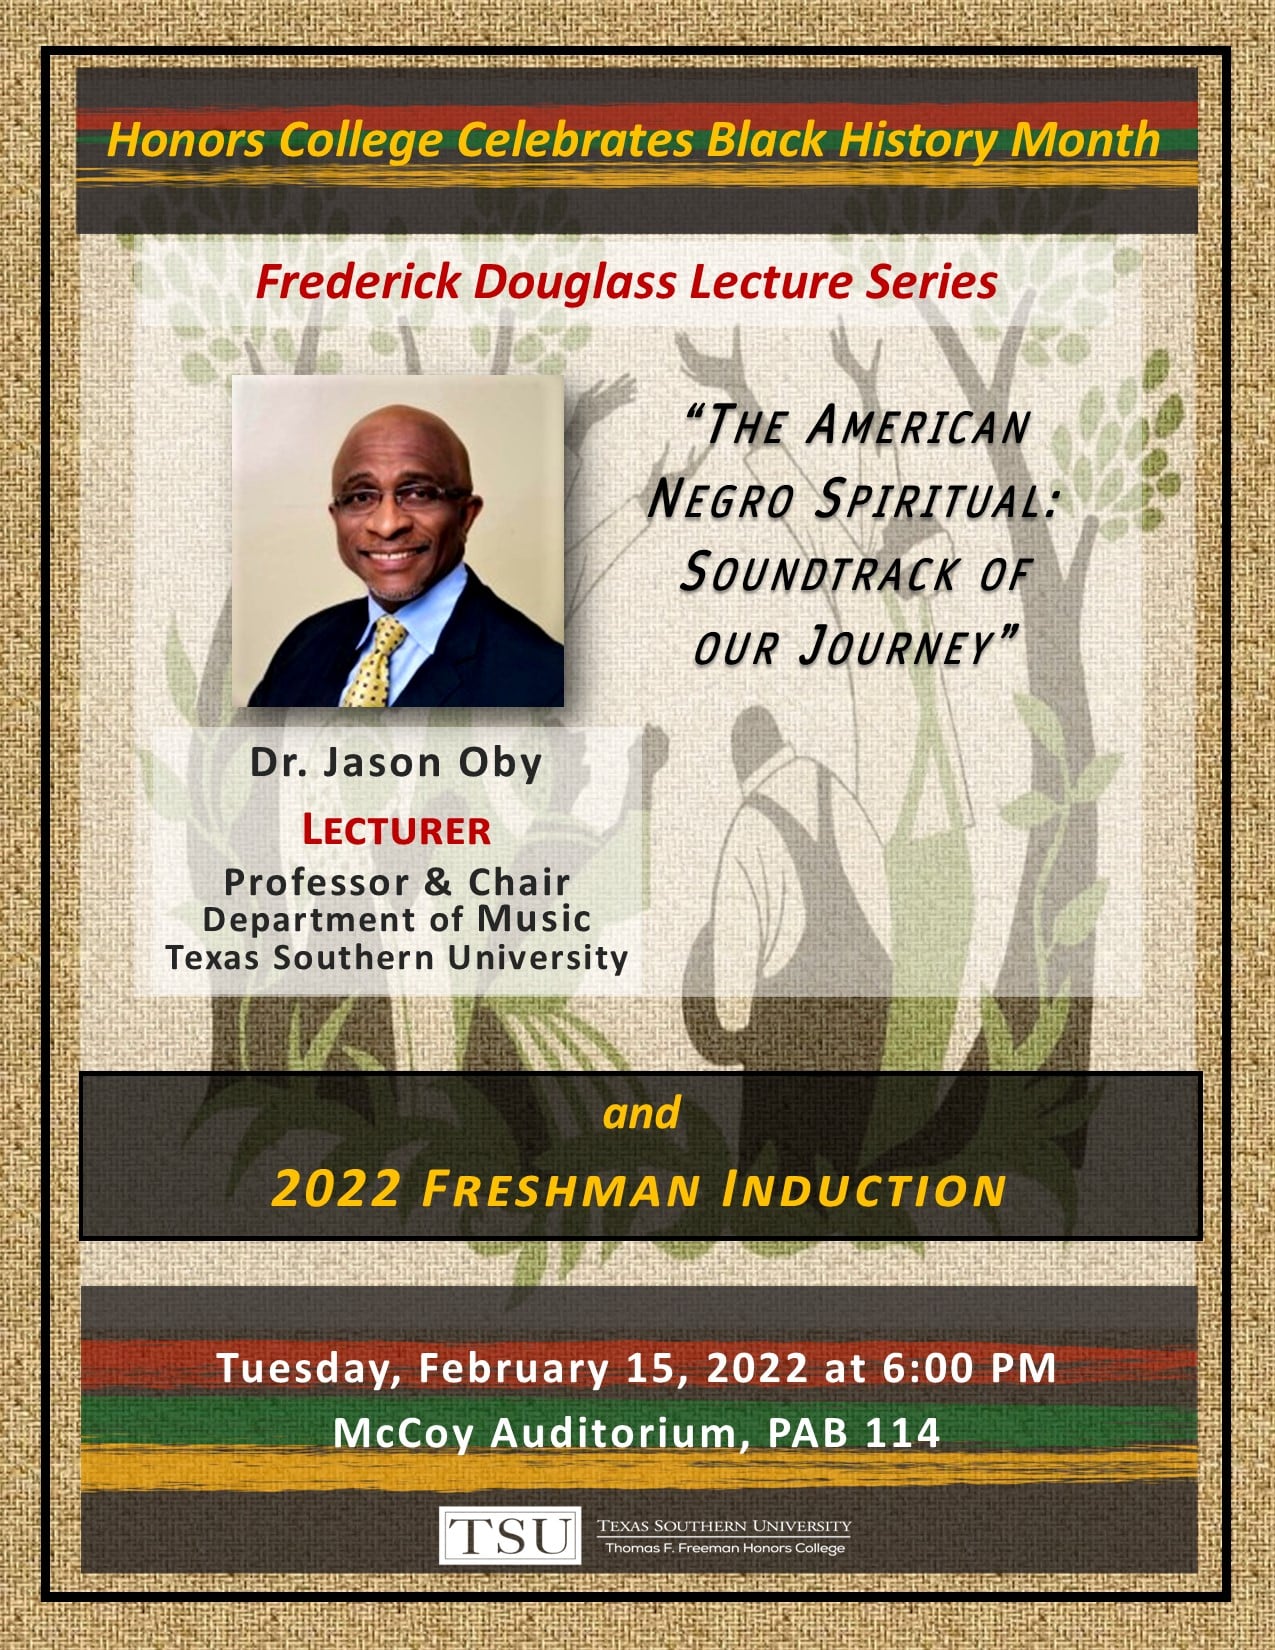 Honors College Celebrates Black History Month
Frederick Douglass Lecture Series
“The American
Negro Spiritual:
Soundtrack of
our Journey”
Dr. Jason Oby
Lecturer
Professor & Chair
Department of Music
Texas Southern University
and
2022 Freshman Induction
Tuesday, February 15, 2022 at 6:00 PM
McCoy Auditorium, PAB 114
TSU
Texas Southern University
Thomas F. Freeman Honors College